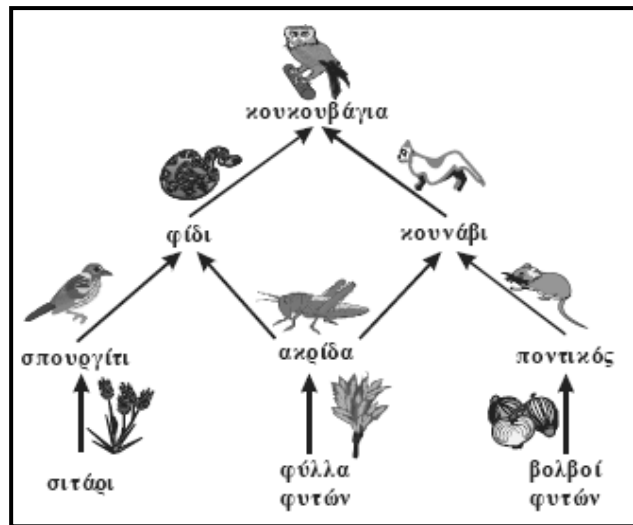 κουκουβάγια
φίδι
κουνάβι
σπουργίτι
ακρίδα
ποντικός
σιτάρι
φύλλα
φυτών
βολβοί
φυτών